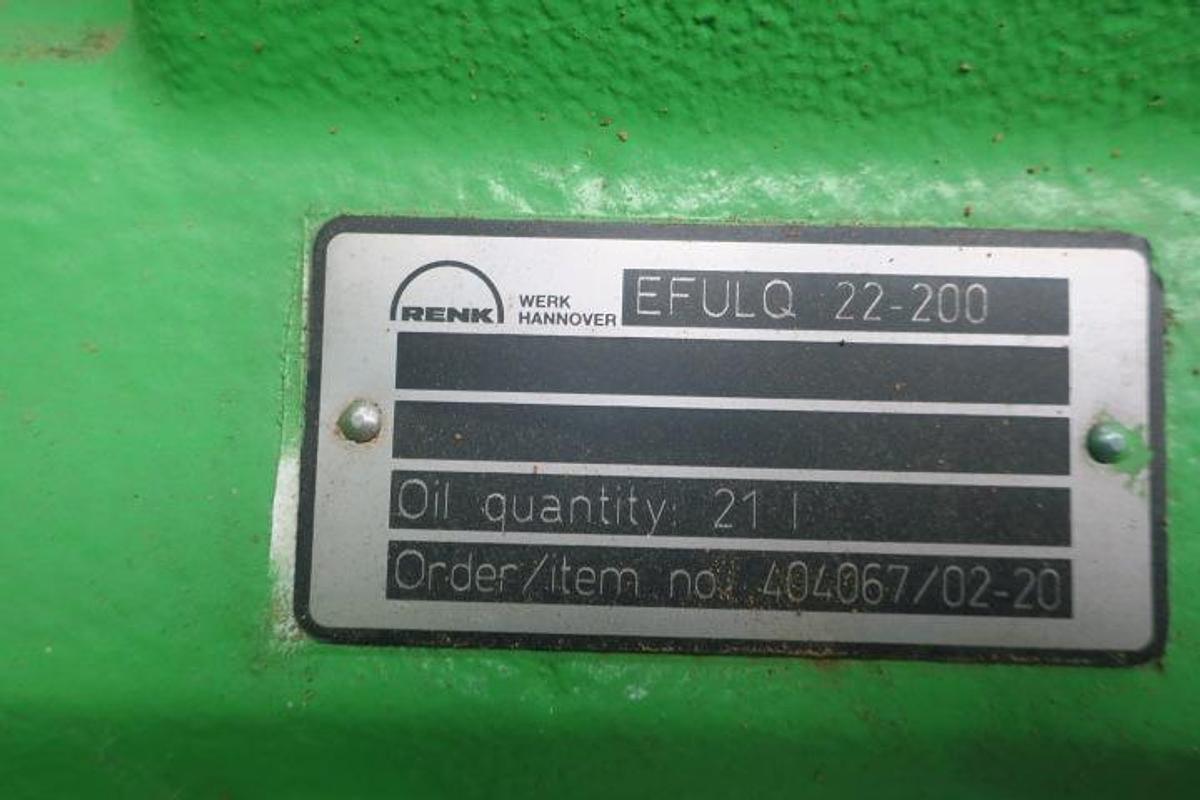 RENK WERK HANNOVER EFULQ 22-200
Oil quantity: 21 l
Order/item no.: 404067/02-20